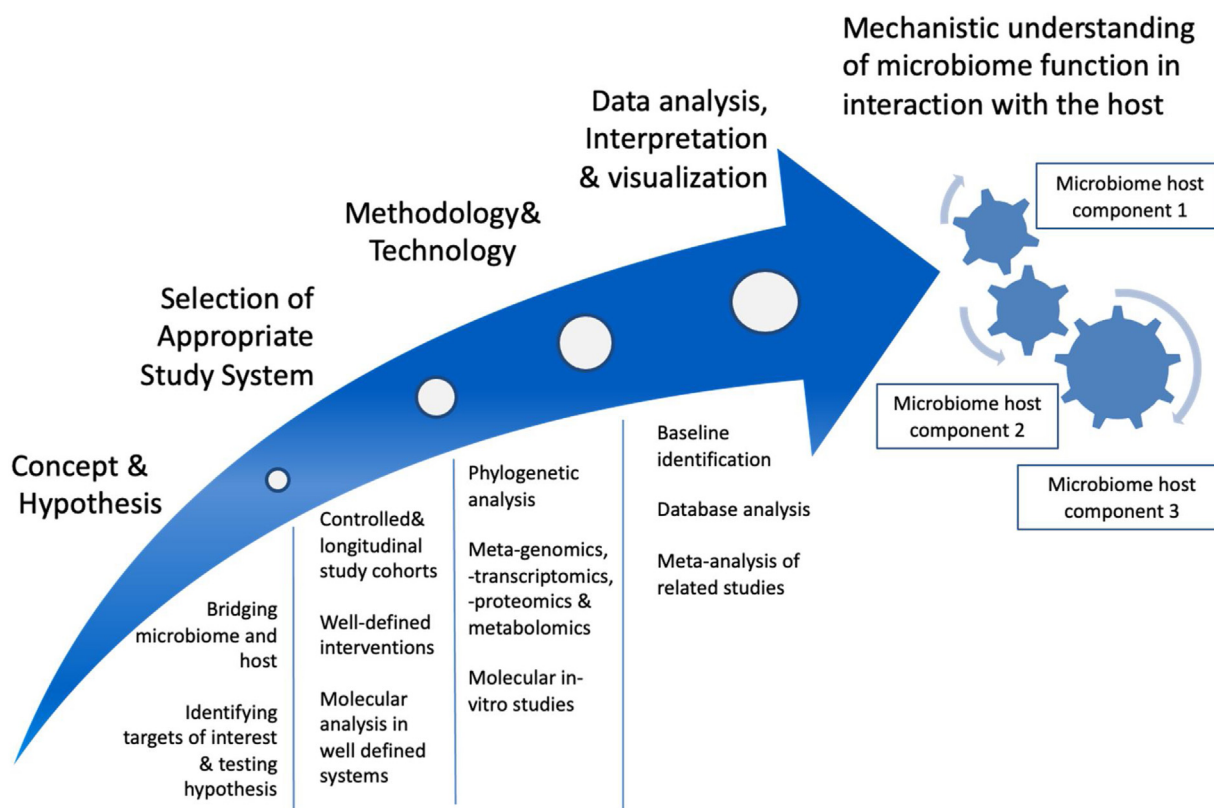 Mechanistic understanding
of microbiome function in
interaction with the host
Data analysis,
Interpretation
& visualization
Methodology&
Technology
Selection of
Appropriate
Study System
Concept &
Hypothesis
Microbiome host
component 1
Microbiome host
component 2
Microbiome host
component 3
Bridging
microbiome and
host
Identifying
targets of interest
& testing
hypothesis
Controlled&
longitudinal
study cohorts
Well-defined
interventions
Molecular
analysis in
well defined
systems
Phylogenetic
analysis
Meta-genomics,
-transcriptomics,
-proteomics &
metabolomics
Molecular in-
vitro studies
Baseline
identification
Database analysis
Meta-analysis of
related studies